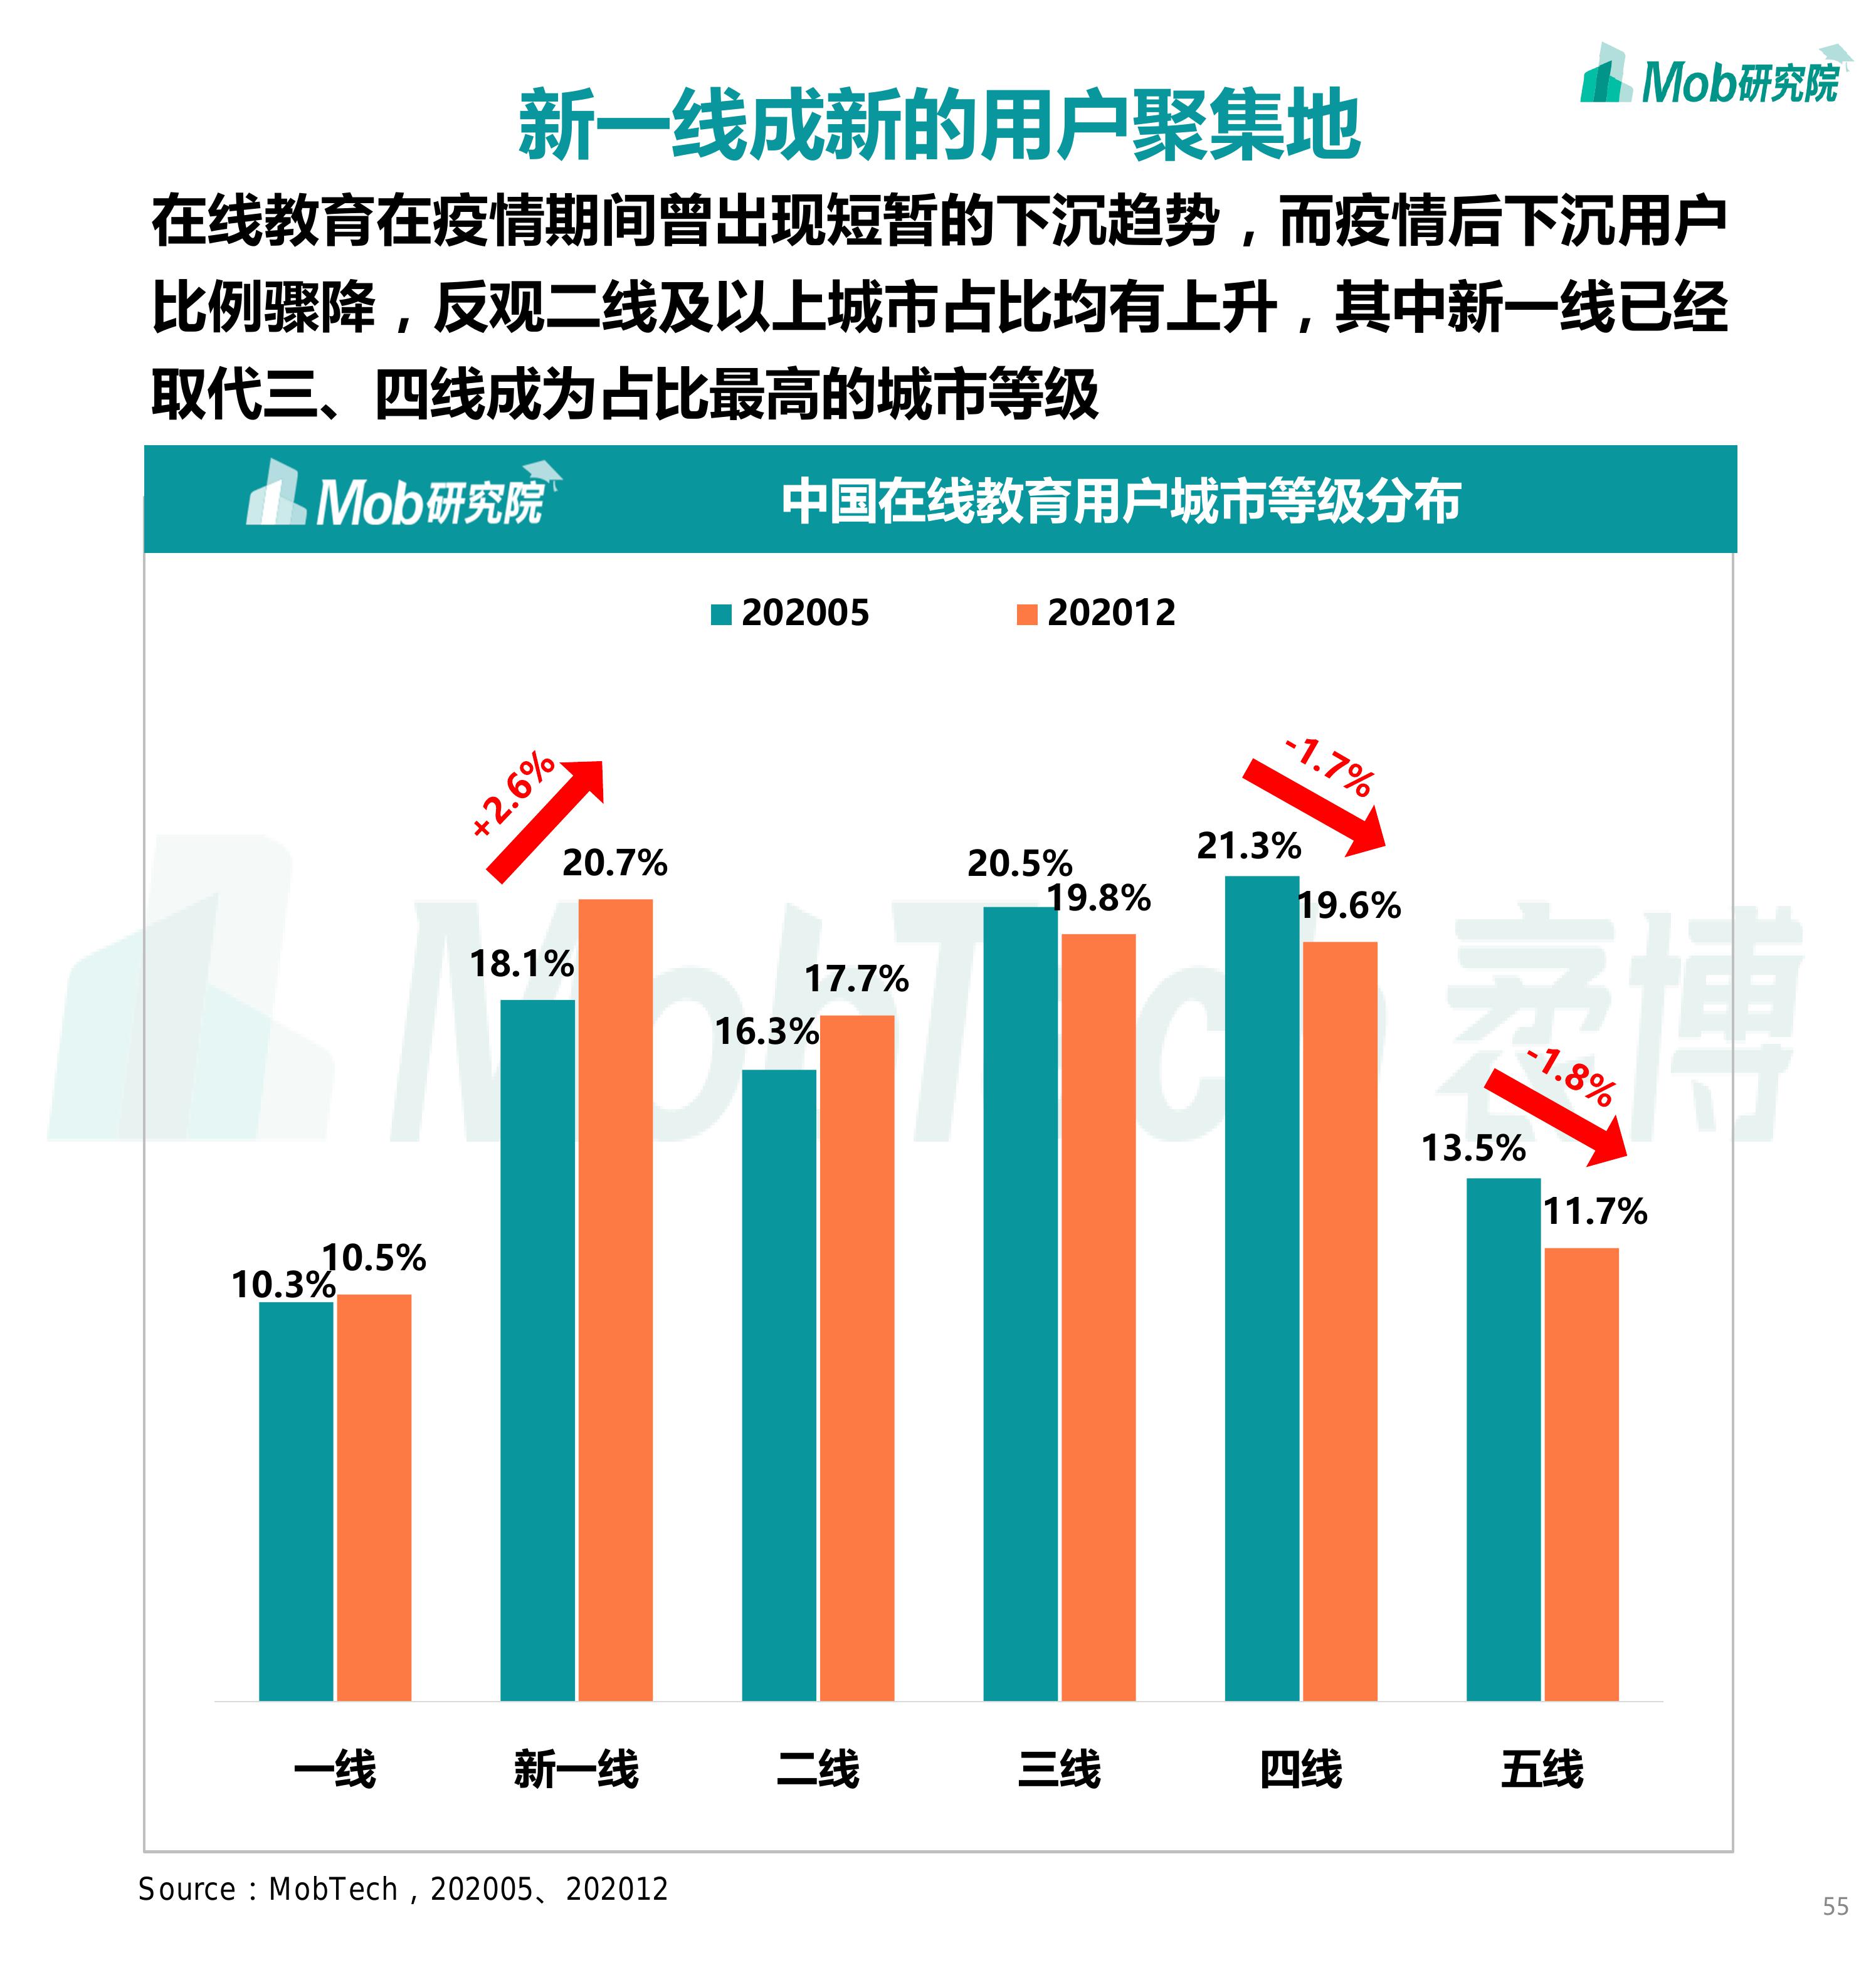 Mob研究院
新一线成新的用户聚集地
在线教育在疫情期间曾出现短暂的下沉趋势，而疫情后下沉用户
比例骤降，反观二线及以上城市占比均有上升，其中新一线已经
取代三、四线成为占比最高的城市等级
Mob研究院
中国在线教育用户城市等级分布
202005
202012
+2.6%
-1.7%
-1.8%
10.3%
10.5%
18.1%
20.7%
16.3%
17.7%
20.5%
19.8%
21.3%
19.6%
13.5%
11.7%
MobTech 袤博
一线
新一线
二线
三线
四线
五线
Source：MobTech，202005、202012
55